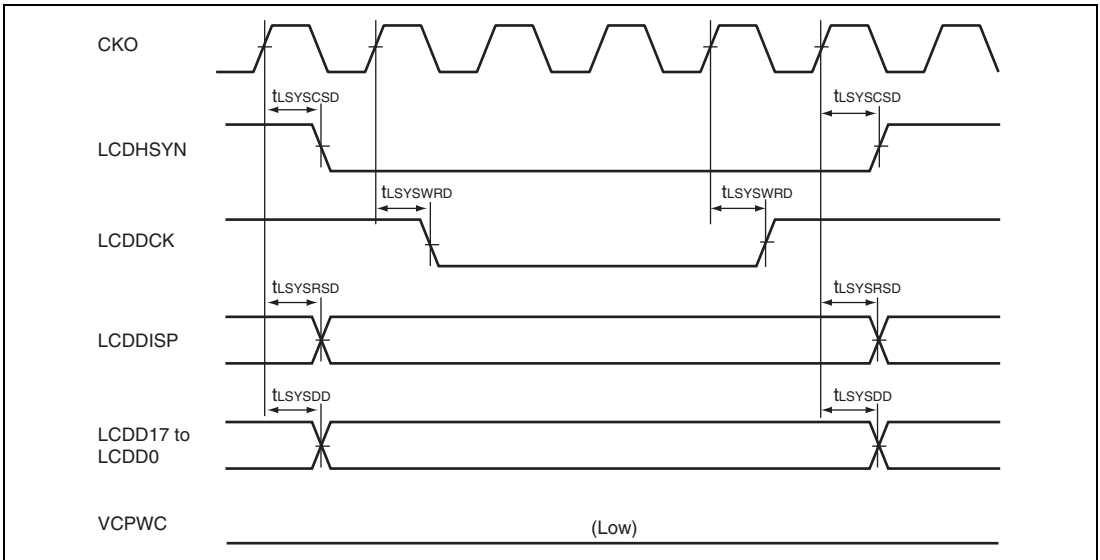 CKO
tLSYSCSD tLSYSCSD
LCDHSYN
tLSYSWRD tLSYSWRD
LCDDCK
tLSYSRSD tLSYSRSD
LCDDISP
tLSYSDD tLSYSDD
LCDD17 to
LCDD0
VCPWC (Low)